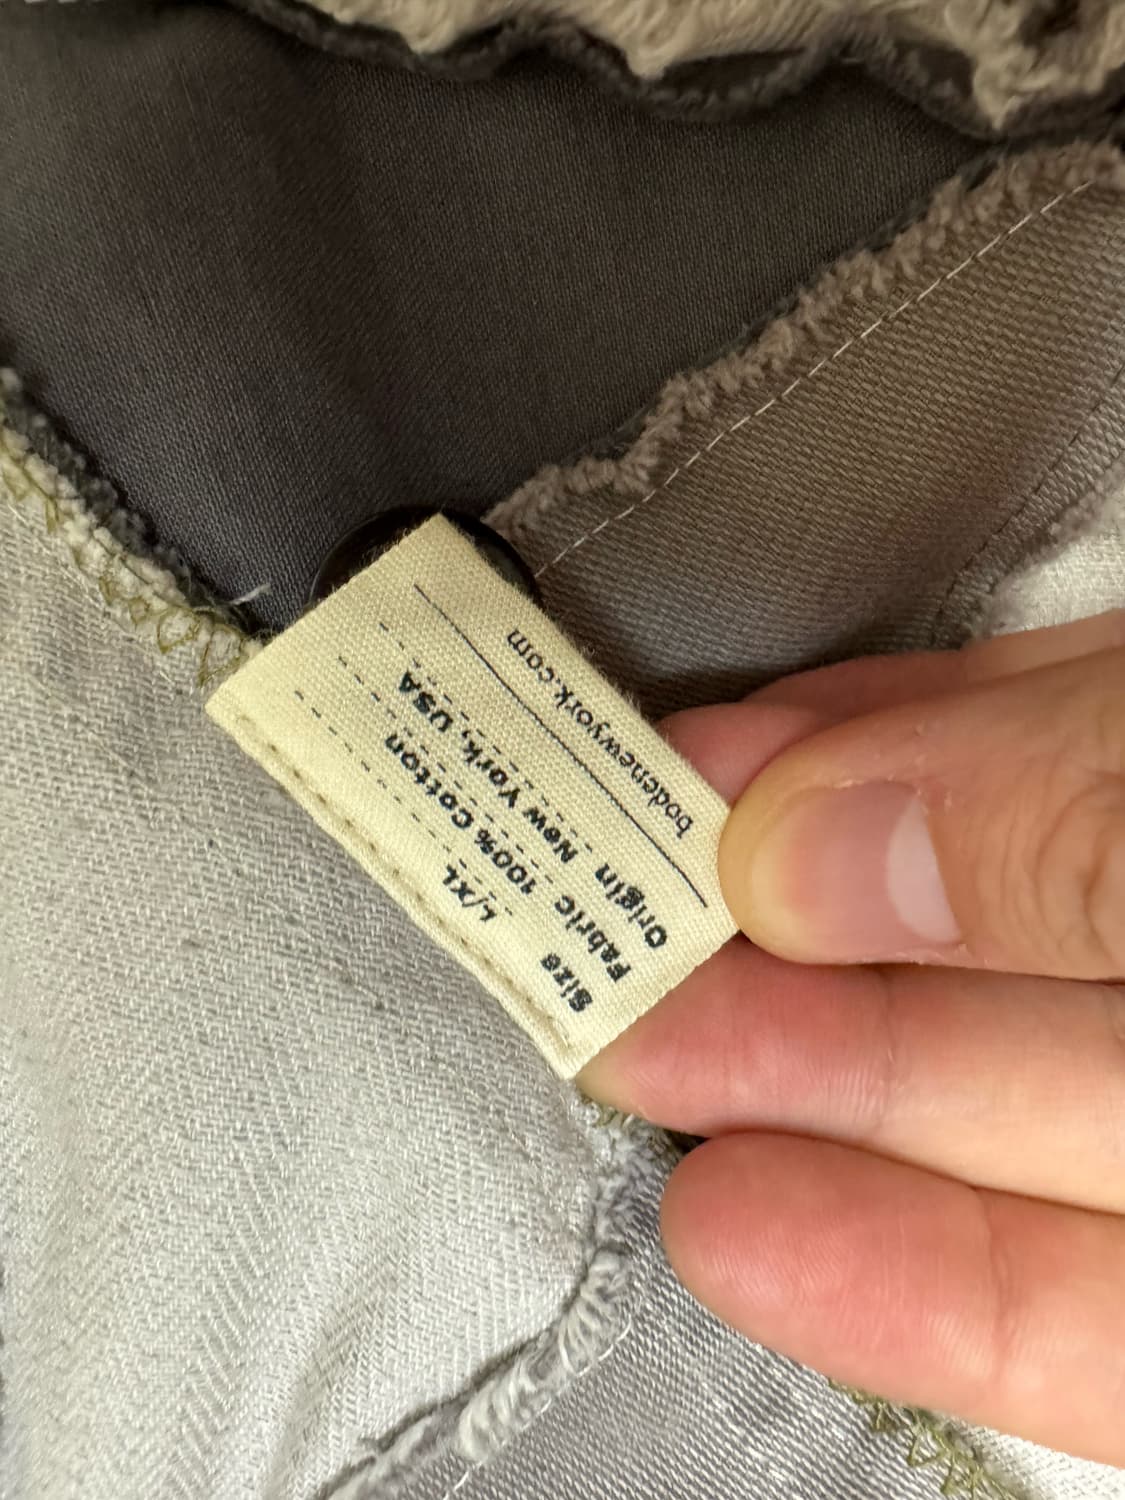 Size L/XL
Fabric 100% Cotton
Origin New York, USA
bodenewyork.com